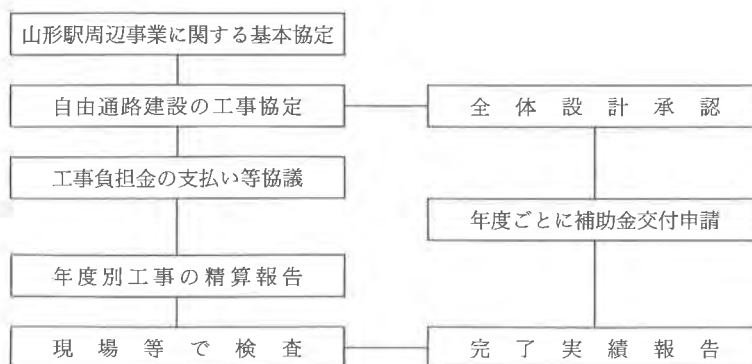 山形駅周辺事業に関する基本協定
自由通路建設の工事協定
全体設計承認
工事負担金の支払い等協議
年度ごとに補助金交付申請
年度別工事の精算報告
現場等で検査
完了実績報告